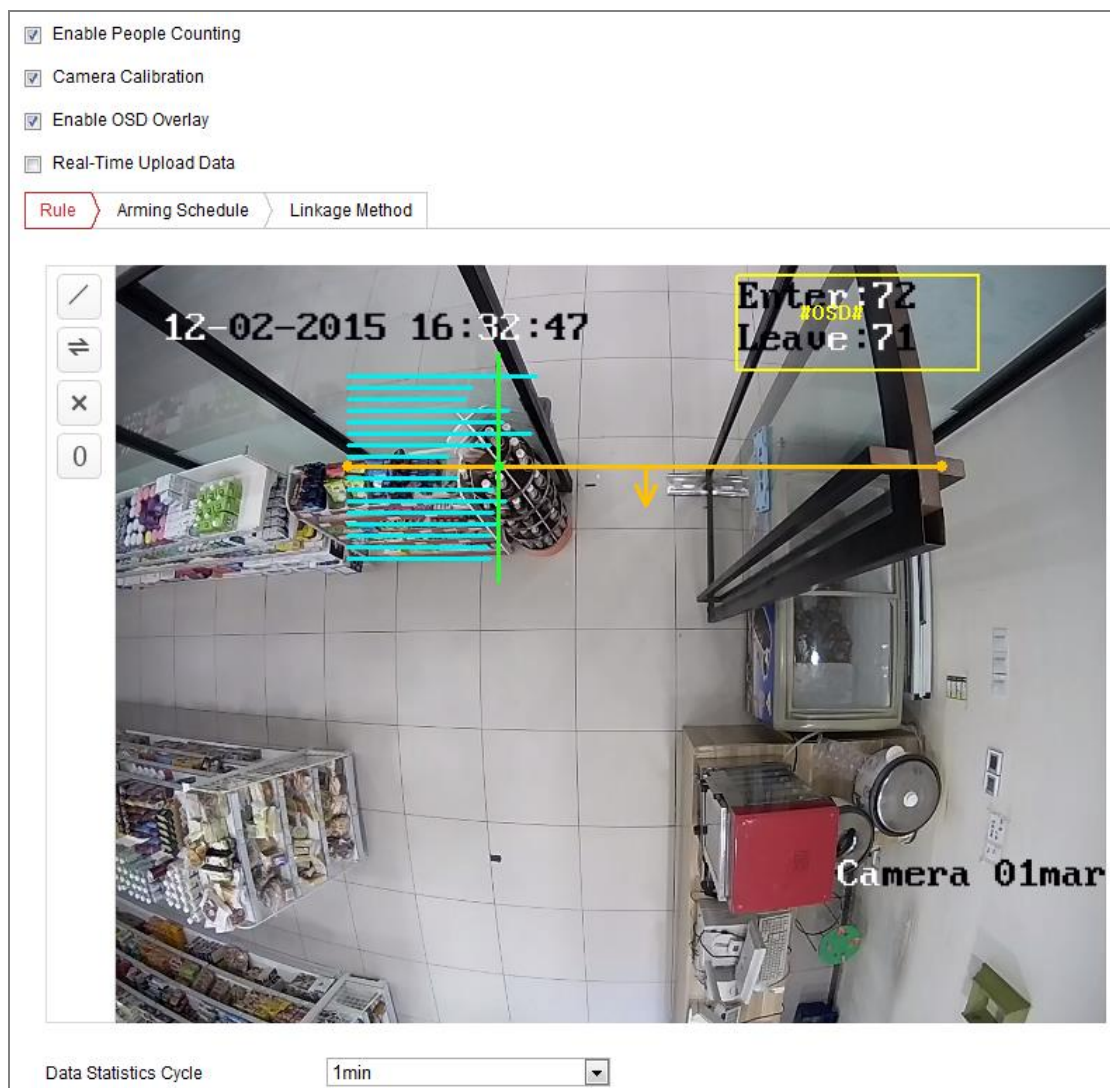 Enable People Counting
Camera Calibration
Enable OSD Overlay
Real-Time Upload Data
Rule
Arming Schedule
Linkage Method
0
12-02-2015 16:32:47
Enter:72
#OSD#
Leave:71
Camera 01mar
Data Statistics Cycle
1min